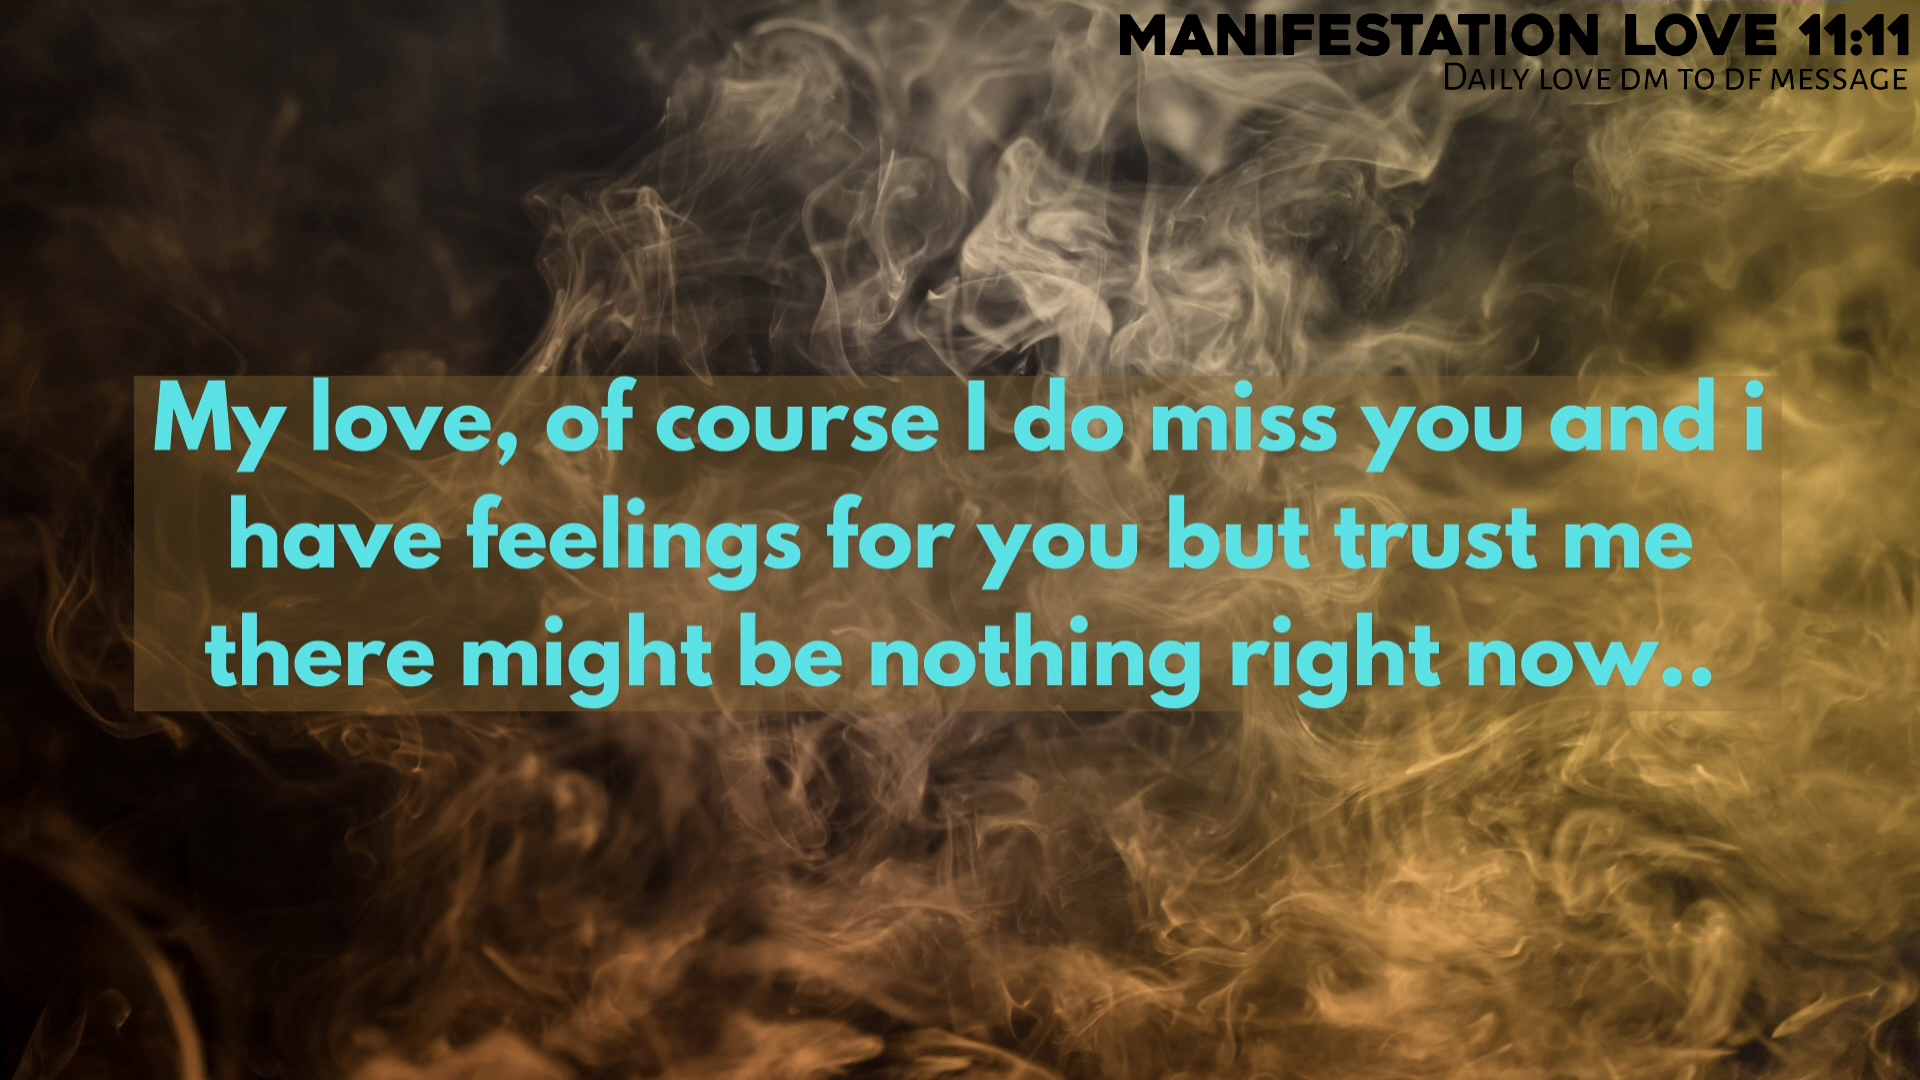 MANIFESTATION LOVE 11:11
DAILY LOVE DM TO DF MESSAGE
My love, of course I do miss you and i
have feelings for you but trust me
there might be nothing right now..